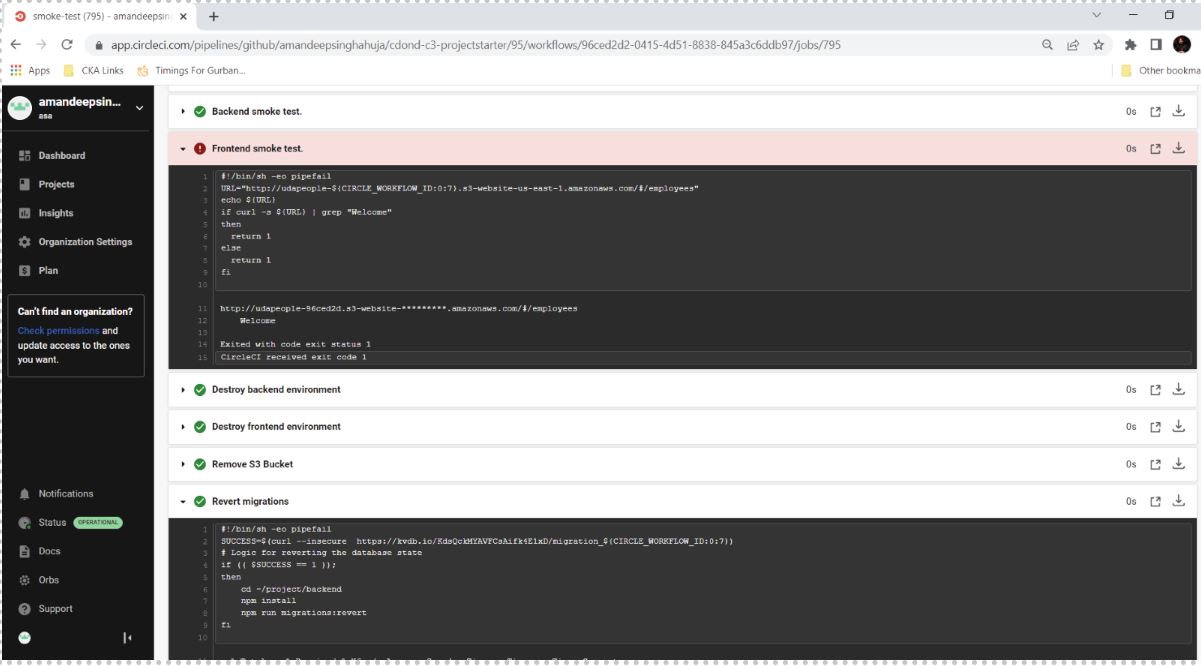 smoke-test (795) - amandeepsin
app.circleci.com/pipelines/github/amandeepsinghahuja/cdond-c3-projectstarter/95/workflows/96ced2d2-0415-4d51-8838-845a3c6ddb97/jobs/795
Apps CKA Links Timings For Gurban... Other bookma
amandeepsin...
asa
Dashboard
Projects
Insights
Organization Settings
Plan
Can't find an organization?
Check permissions and
update access to the ones
you want.
Notifications
Status OPERATIONAL
Docs
Orbs
Support
Backend smoke test. 0s
Frontend smoke test. 0s
1 #!/bin/sh -eo pipefail
2 URL="http://udapeople-${CIRCLE_WORKFLOW_ID:0:7}.s3-website-us-east-1.amazonaws.com/#/employees"
3 echo ${URL}
4 if curl -s ${URL} | grep "Welcome"
5 then
6 return 1
7 else
8 return 1
9 fi
10
11 http://udapeople-96ced2d.s3-website-*********.amazonaws.com/#/employees
12 Welcome
13
14 Exited with code exit status 1
15 CircleCI received exit code 1
Destroy backend environment 0s
Destroy frontend environment 0s
Remove S3 Bucket 0s
Revert migrations 0s
1 #!/bin/sh -eo pipefail
2 SUCCESS=$(curl --insecure https://kvdb.io/KdsQckMYAVFCsAifk4E1xD/migration_${CIRCLE_WORKFLOW_ID:0:7})
3 # Logic for reverting the database state
4 if (( $SUCCESS == 1 ));
5 then
6 cd ~/project/backend
7 npm install
8 npm run migrations:revert
9 fi
10